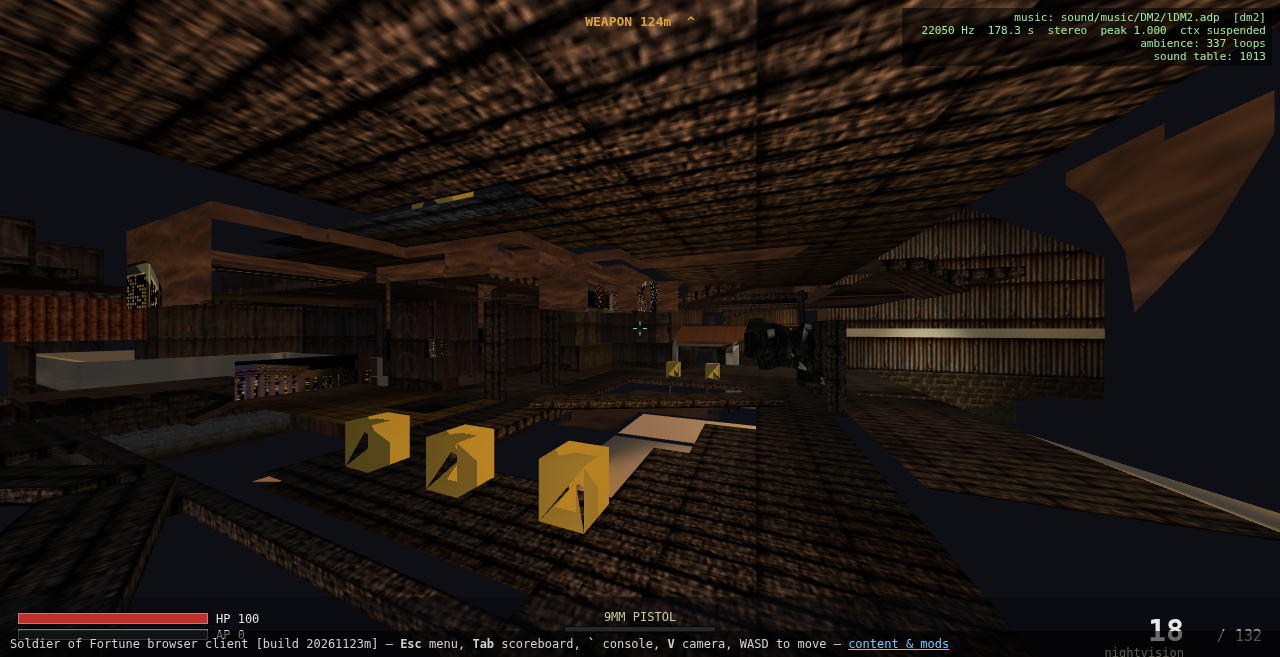 WEAPON 124m ^
music: sound/music/DM2/lDM2.adp [dm2]
22050 Hz 178.3 s stereo peak 1.000 ctx suspended
ambience: 337 loops
sound table: 1013
HP 100
AP 0
9MM PISTOL
18 / 132
Soldier of Fortune browser client [build 20261123m] — Esc menu, Tab scoreboard, ` console, V camera, WASD to move — content & mods
nightvision